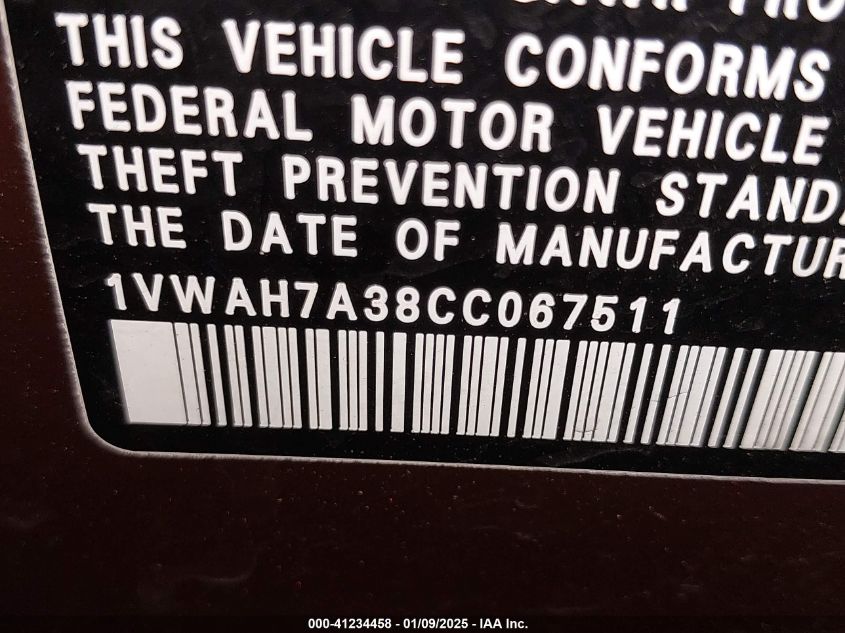 THIS VEHICLE CONFORMS
FEDERAL MOTOR VEHICLE
THEFT PREVENTION STANDA
THE DATE OF MANUFACTUR
1VWAH7A38CC067511
000-41234458 - 01/09/2025 - IAA Inc.